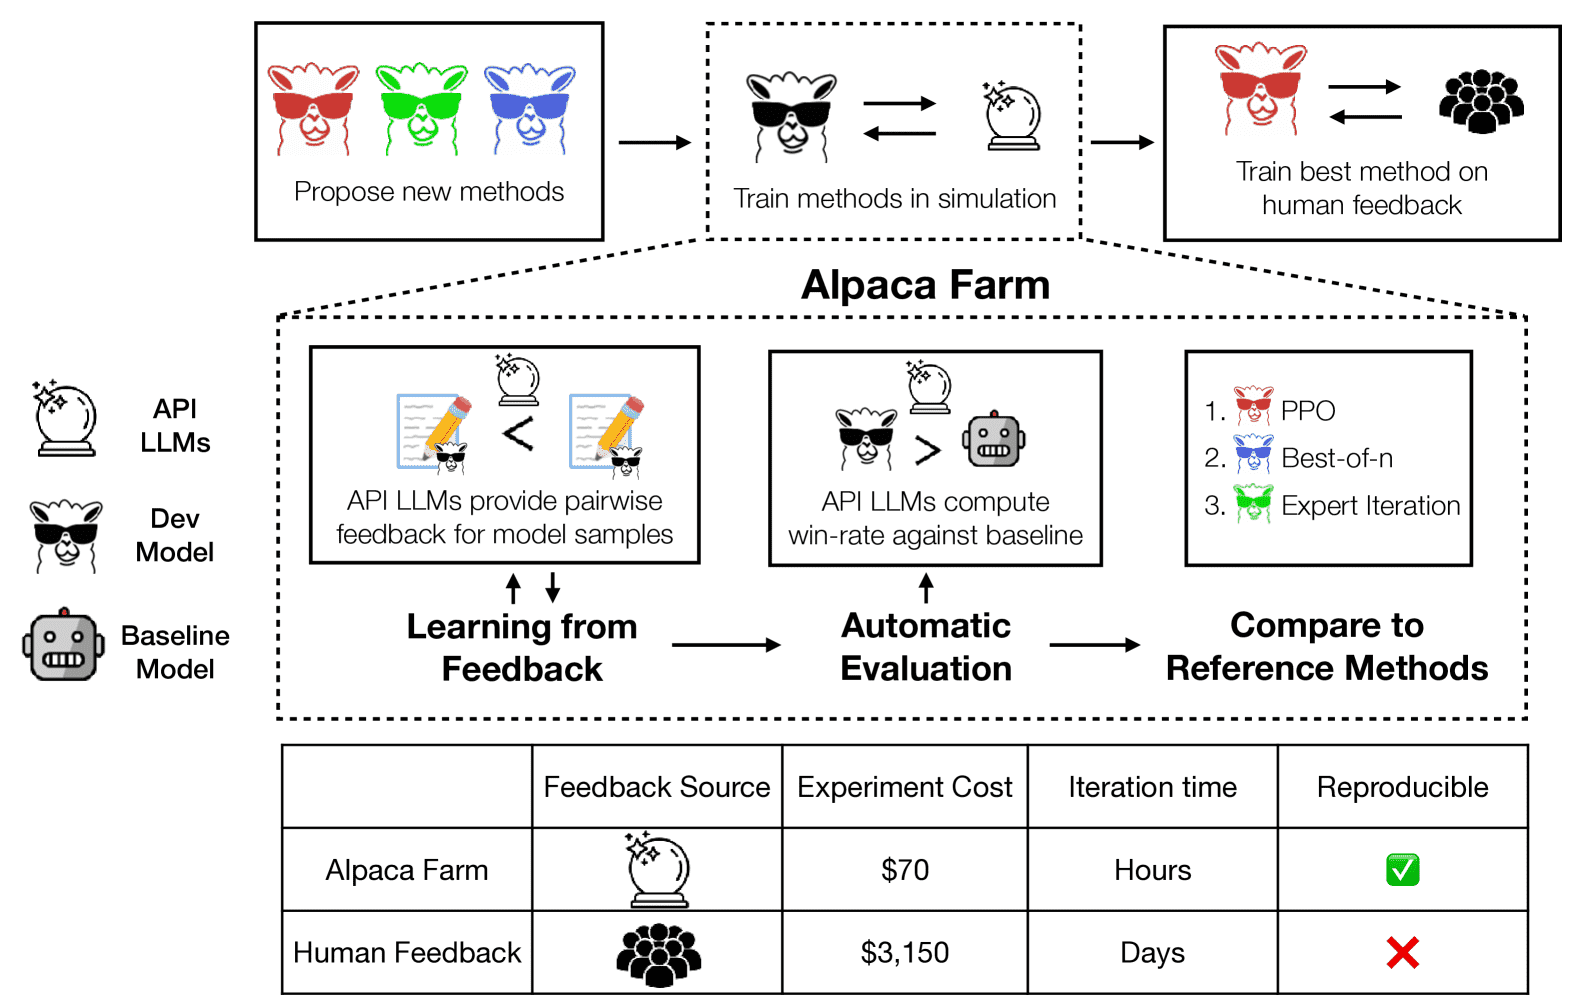 Propose new methods
Train methods in simulation
Train best method on
human feedback
Alpaca Farm
API
LLMs
Dev
Model
Baseline
Model
API LLMs provide pairwise
feedback for model samples
API LLMs compute
win-rate against baseline
1. PPO
2. Best-of-n
3. Expert Iteration
Learning from
Feedback
Automatic
Evaluation
Compare to
Reference Methods
Feedback Source Experiment Cost Iteration time Reproducible
Alpaca Farm $70 Hours
Human Feedback $3,150 Days